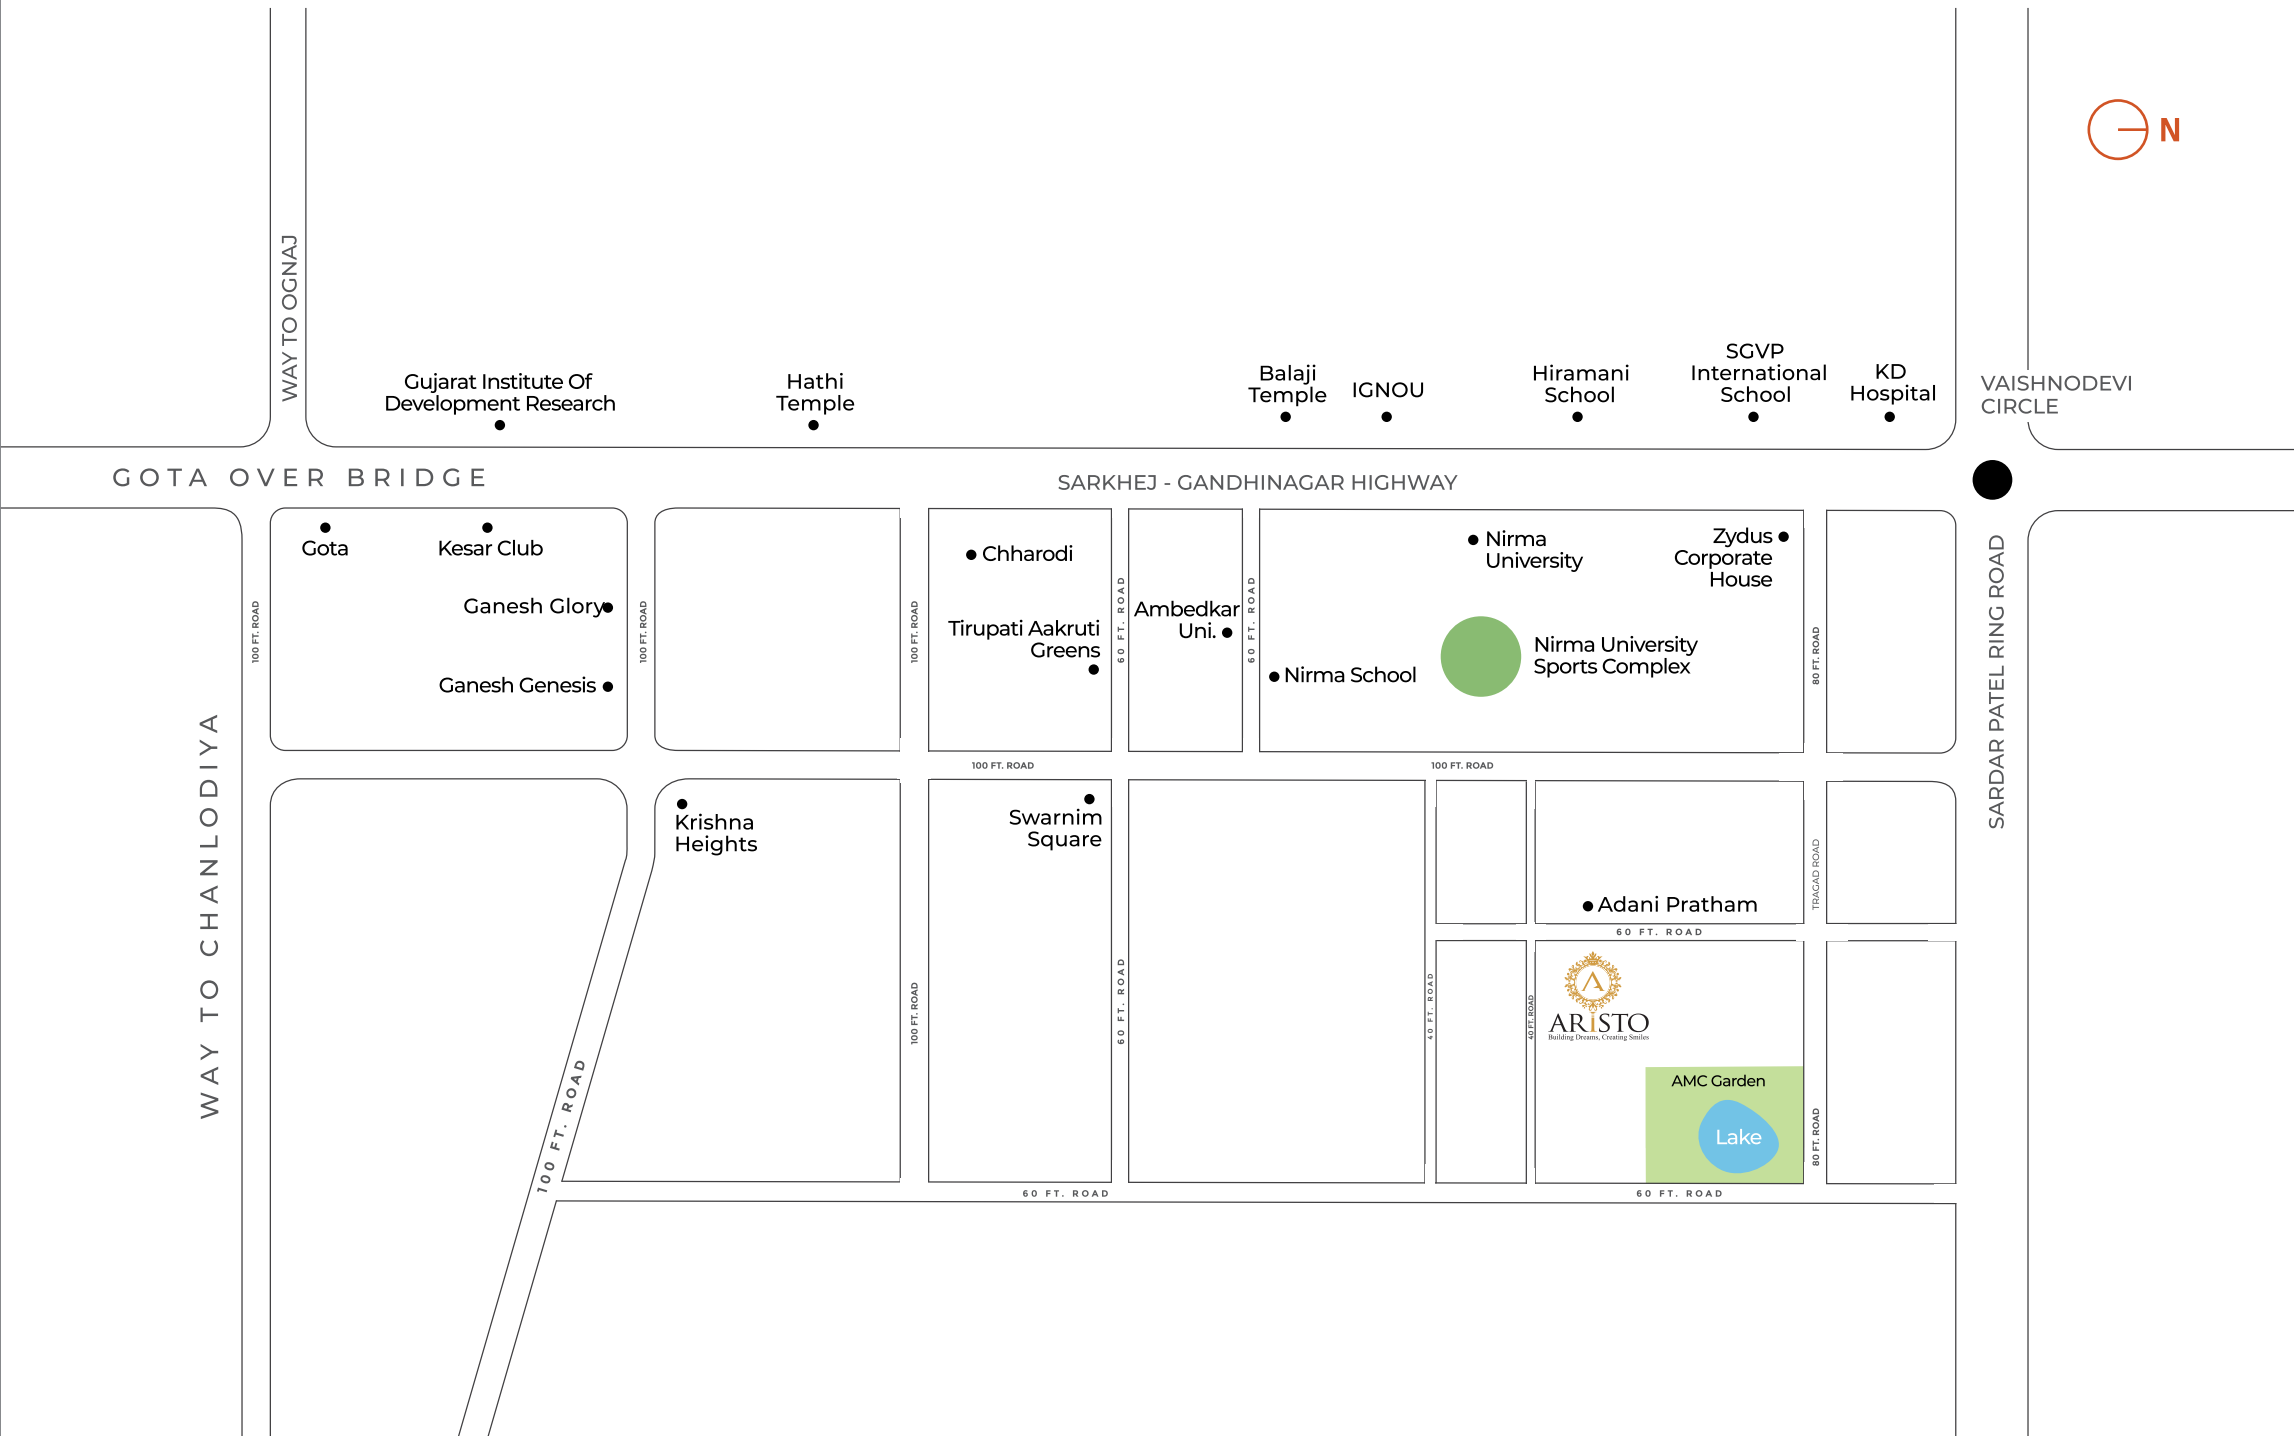 N
WAY TO OGNAJ
Gujarat Institute Of
Development Research
Hathi
Temple
Balaji
Temple
IGNOU
Hiramani
School
SGVP
International
School
KD
Hospital
VAISHNODEVI
CIRCLE
GOTA OVER BRIDGE
SARKHEJ - GANDHINAGAR HIGHWAY
Gota
Kesar Club
Ganesh Glory
Ganesh Genesis
100 FT. ROAD
100 FT. ROAD
100 FT. ROAD
Chharodi
Tirupati Aakruti
Greens
60 FT. ROAD
Ambedkar
Uni.
60 FT. ROAD
Nirma
University
Zydus
Corporate
House
Nirma University
Sports Complex
Nirma School
80 FT. ROAD
SARDAR PATEL RING ROAD
WAY TO CHANLODIYA
100 FT. ROAD
100 FT. ROAD
Krishna
Heights
Swarnim
Square
TRAGAD ROAD
Adani Pratham
60 FT. ROAD
100 FT. ROAD
100 FT. ROAD
60 FT. ROAD
40 FT. ROAD
40 FT. ROAD
A
ARISTO
Building Dreams, Creating Smiles
AMC Garden
Lake
80 FT. ROAD
60 FT. ROAD
60 FT. ROAD